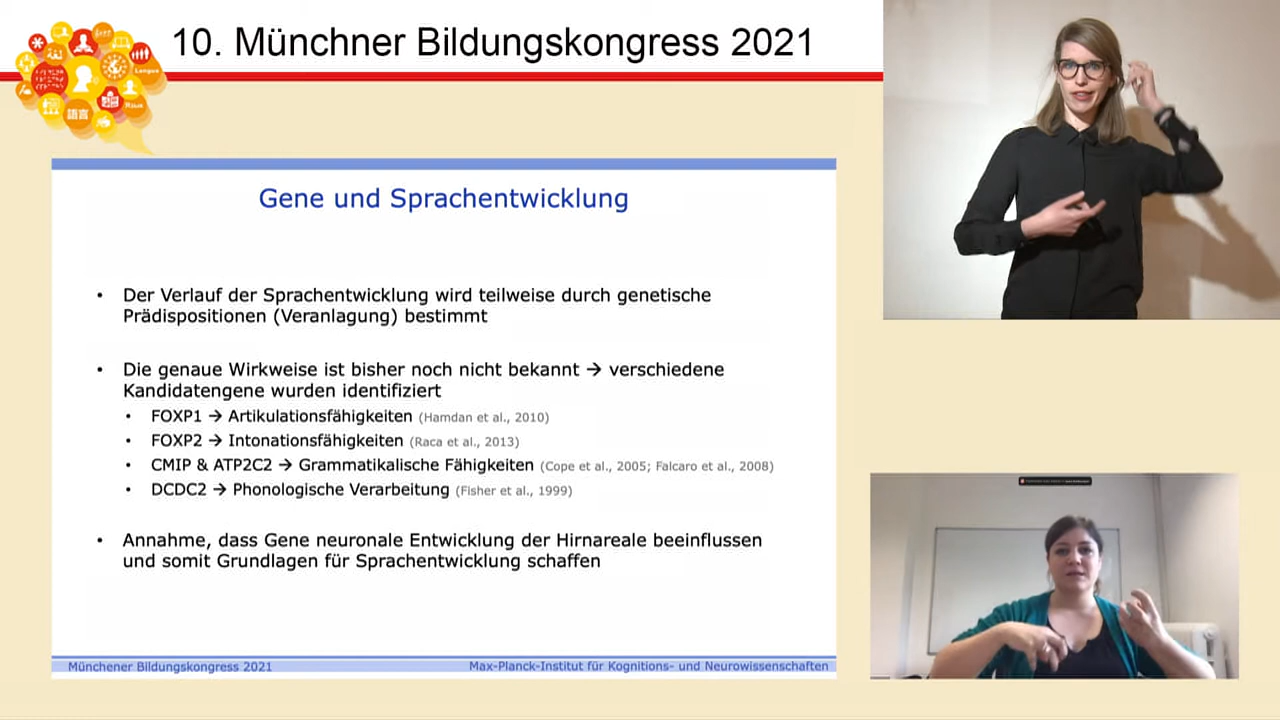 10. Münchner Bildungskongress 2021
語言
Gene und Sprachentwicklung
• Der Verlauf der Sprachentwicklung wird teilweise durch genetische
Prädispositionen (Veranlagung) bestimmt
• Die genaue Wirkweise ist bisher noch nicht bekannt → verschiedene
Kandidatengene wurden identifiziert
• FOXP1 → Artikulationsfähigkeiten (Hamdan et al., 2010)
• FOXP2 → Intonationsfähigkeiten (Raca et al., 2013)
• CMIP & ATP2C2 → Grammatikalische Fähigkeiten (Cope et al., 2005; Falcaro et al., 2008)
• DCDC2 → Phonologische Verarbeitung (Fisher et al., 1999)
• Annahme, dass Gene neuronale Entwicklung der Hirnareale beeinflussen
und somit Grundlagen für Sprachentwicklung schaffen
Münchener Bildungskongress 2021
Max-Planck-Institut für Kognitions- und Neurowissenschaften